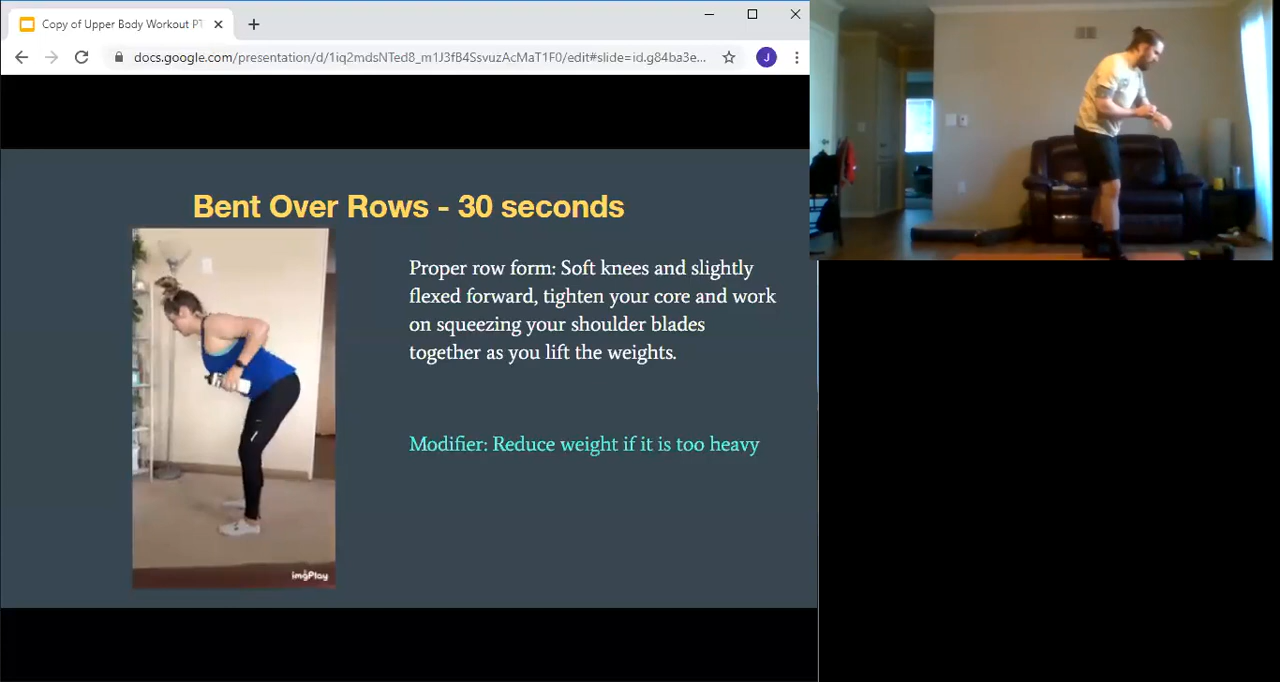 Copy of Upper Body Workout PT
docs.google.com/presentation/d/1iq2mdsNTed8_m1J3fB4SsvuzAcMaT1F0/edit#slide=id.g84ba3e...
J
Bent Over Rows - 30 seconds
Proper row form: Soft knees and slightly
flexed forward, tighten your core and work
on squeezing your shoulder blades
together as you lift the weights.
Modifier: Reduce weight if it is too heavy
imgPlay